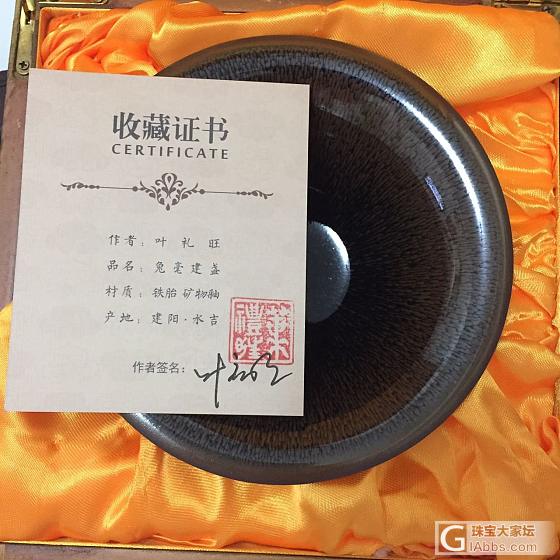 收藏证书
CERTIFICATE
作者：叶礼旺
品名：兔毫建盏
材质：铁胎 矿物釉
产地：建阳·水吉
作者签名：
珠宝大家坛
GIAbbs.com